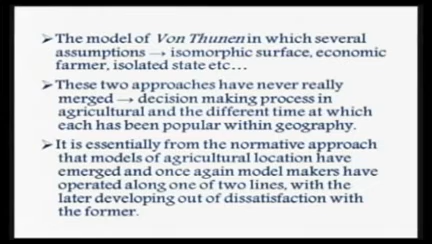 ➢The model of Von Thunen in which several
assumptions → isomorphic surface, economic
farmer, isolated state etc…
➢These two approaches have never really
merged → decision making process in
agricultural and the different time at which
each has been popular within geography.
➢It is essentially from the normative approach
that models of agricultural location have
emerged and once again model makers have
operated along one of two lines, with the
later developing out of dissatisfaction with
the former.